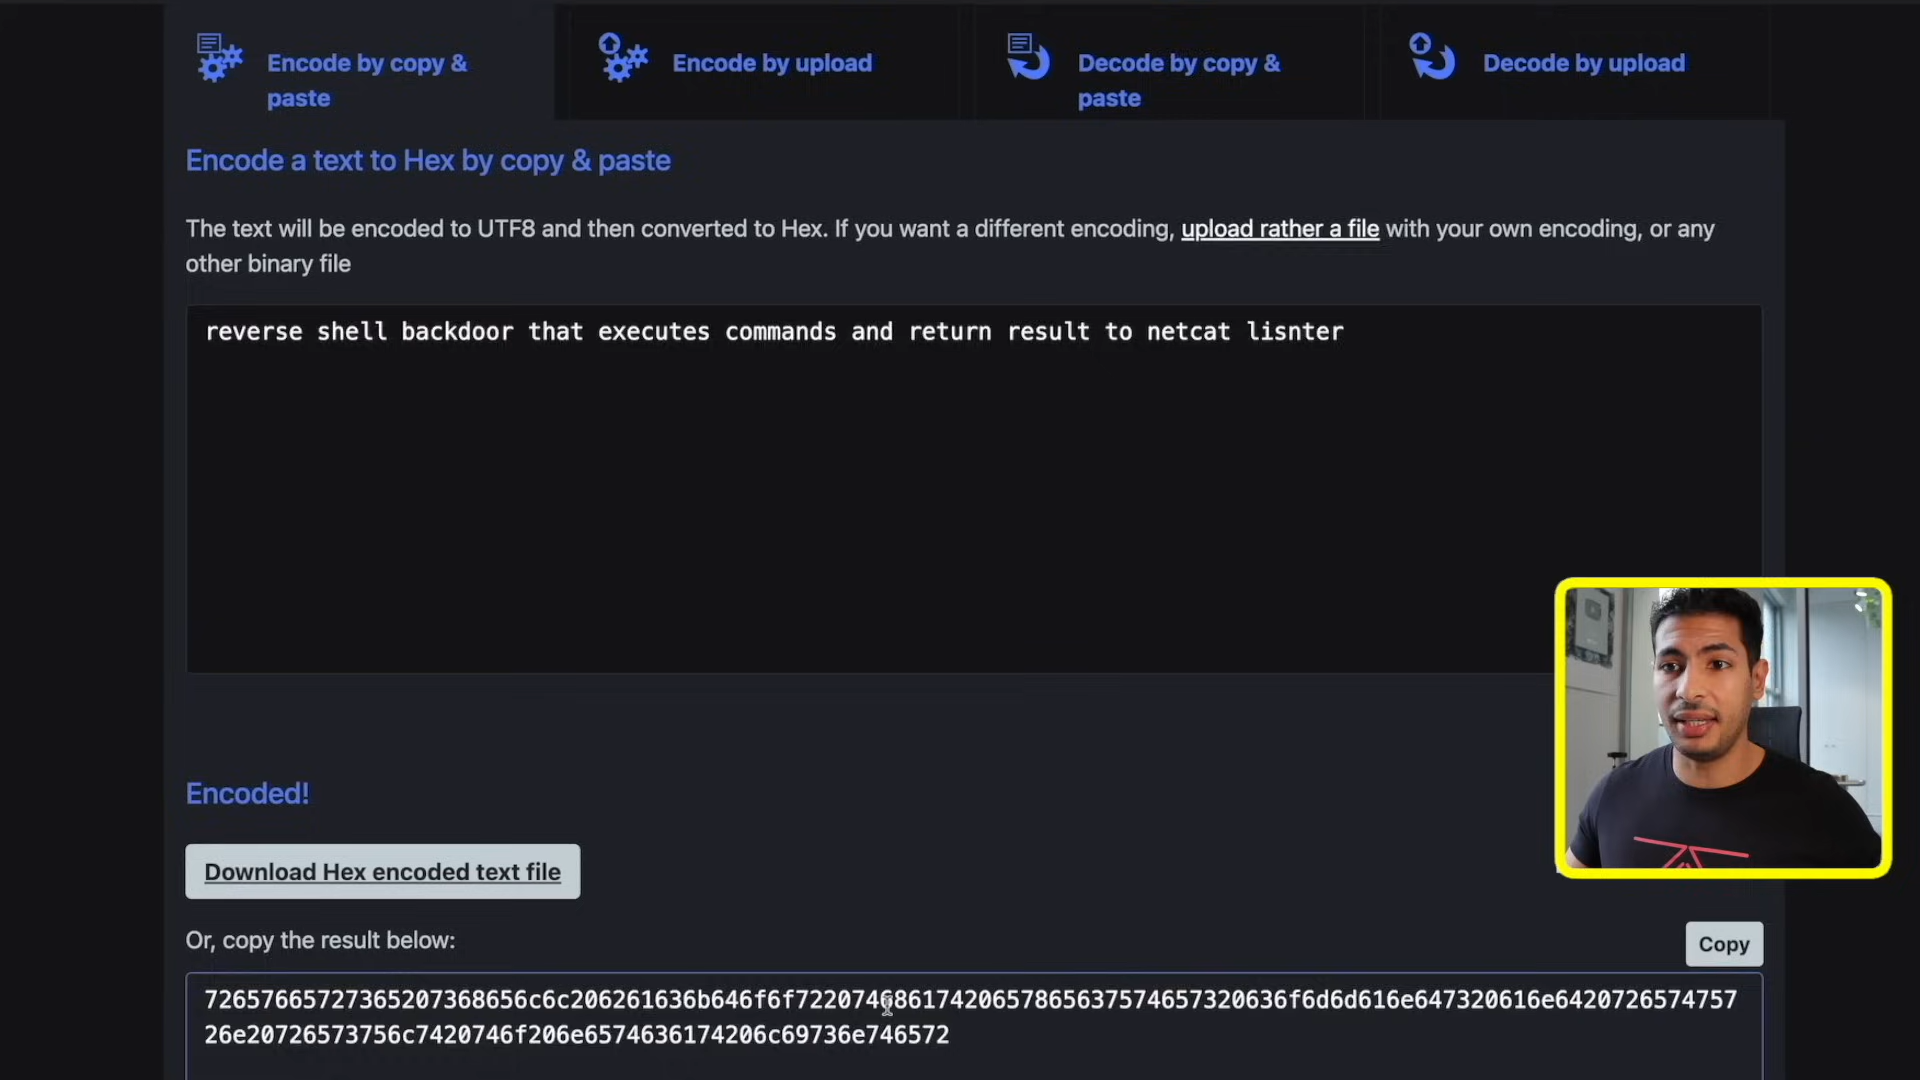 Encode by copy &
paste
Encode by upload
Decode by copy &
paste
Decode by upload
Encode a text to Hex by copy & paste
The text will be encoded to UTF8 and then converted to Hex. If you want a different encoding, upload rather a file with your own encoding, or any
other binary file
reverse shell backdoor that executes commands and return result to netcat lisnter
Encoded!
Download Hex encoded text file
Or, copy the result below:
Copy
72657665727365207368656c6c206261636b646f6f72207468617420657865637574657320636f6d6d616e647320616e642072657475
726e20726573756c7420746f206e6574636174206c69736e746572